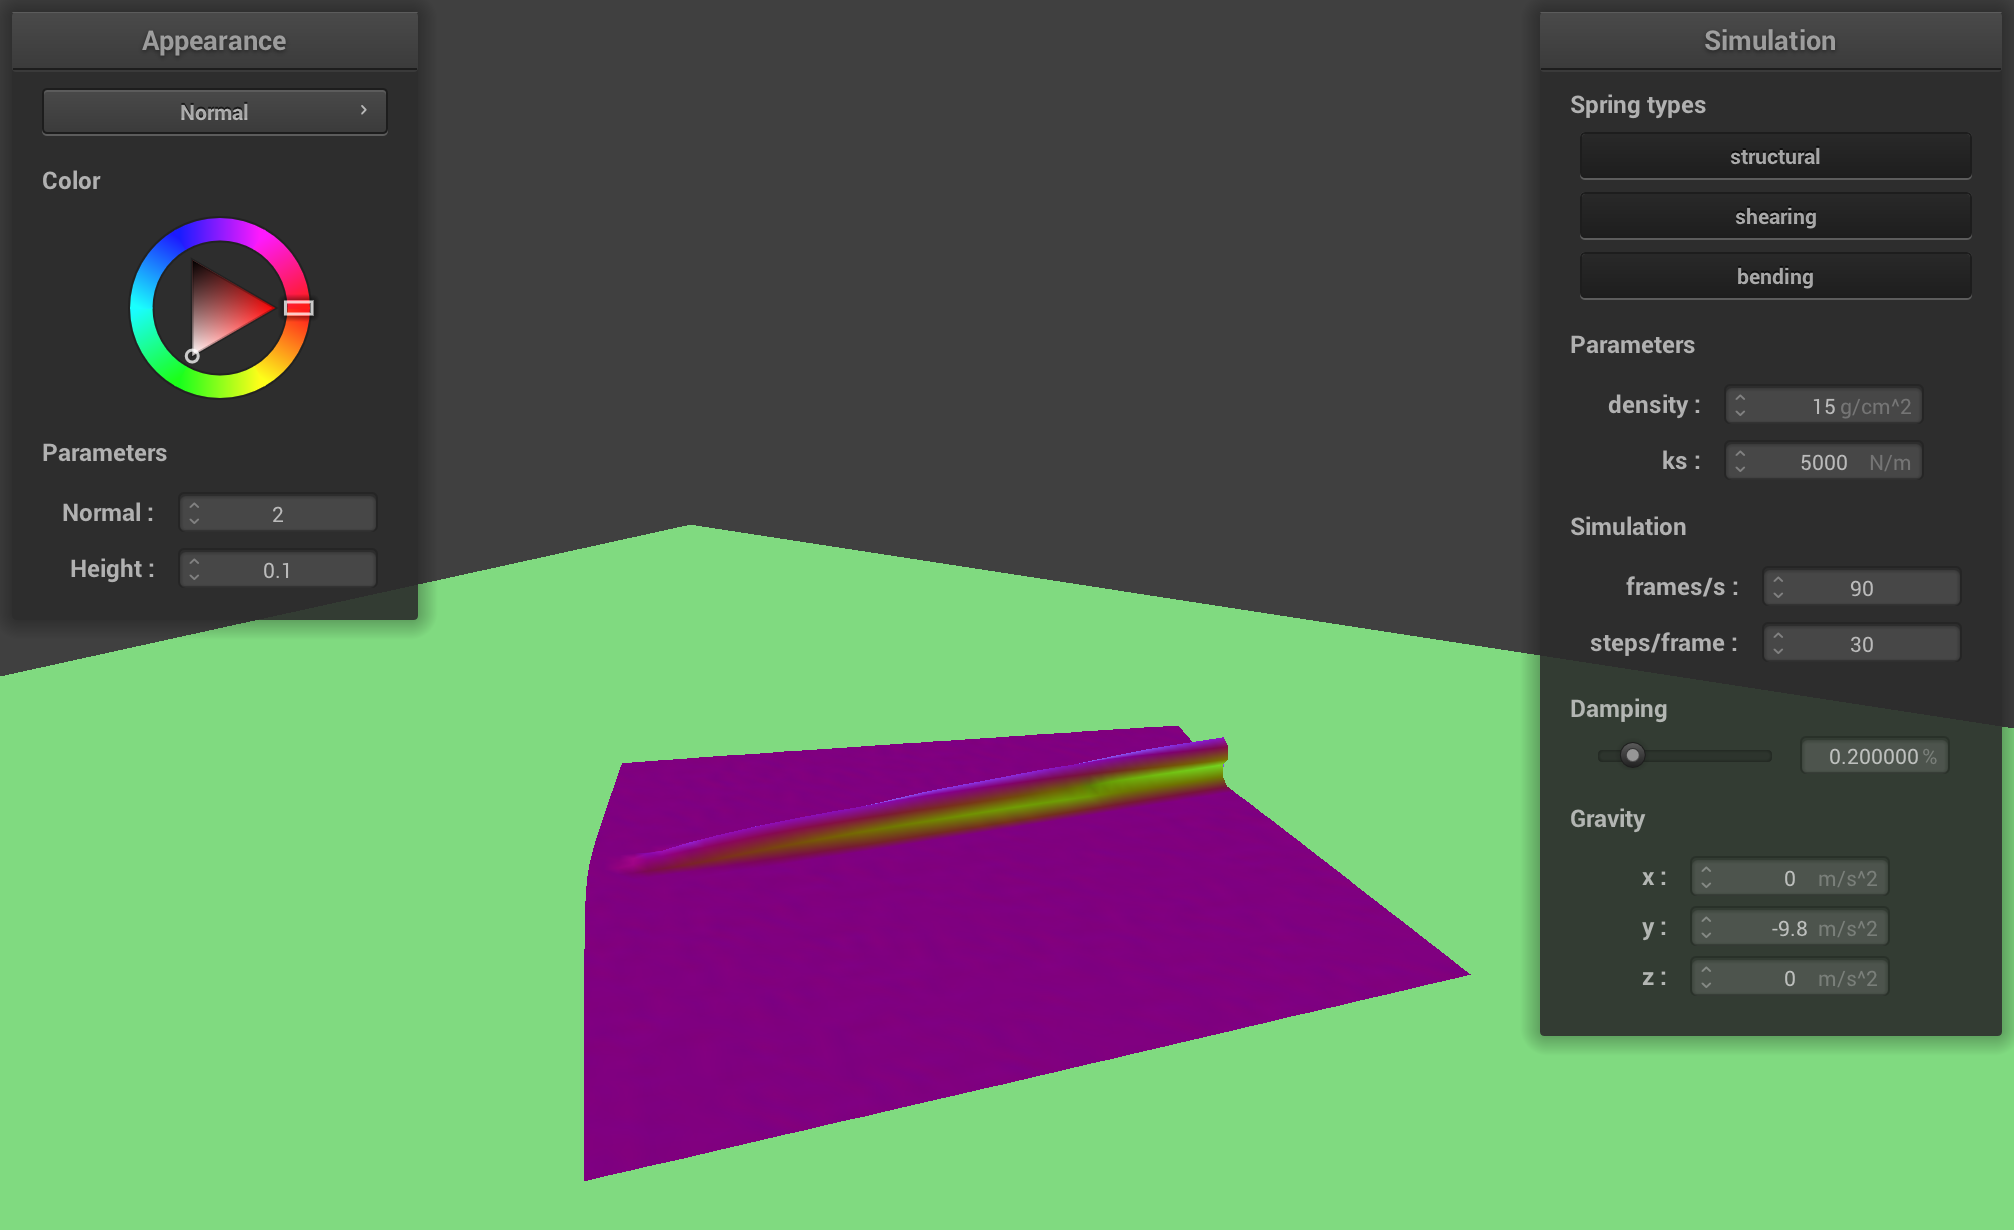 Appearance
Normal
Color
Parameters
Normal : 2
Height : 0.1
Simulation
Spring types
structural
shearing
bending
Parameters
density : 15 g/cm^2
ks : 5000 N/m
Simulation
frames/s : 90
steps/frame : 30
Damping
0.200000 %
Gravity
x : 0 m/s^2
y : -9.8 m/s^2
z : 0 m/s^2